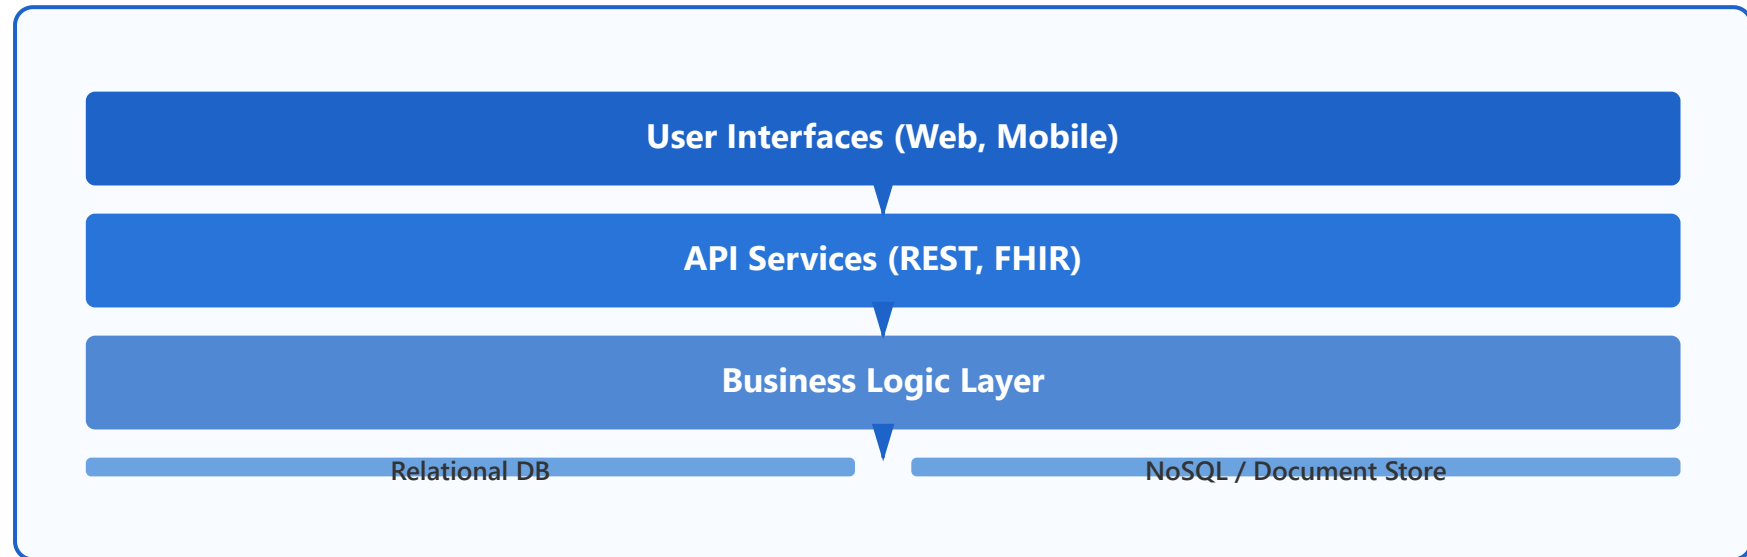 User Interfaces (Web, Mobile)
API Services (REST, FHIR)
Business Logic Layer
Relational DB
NoSQL / Document Store